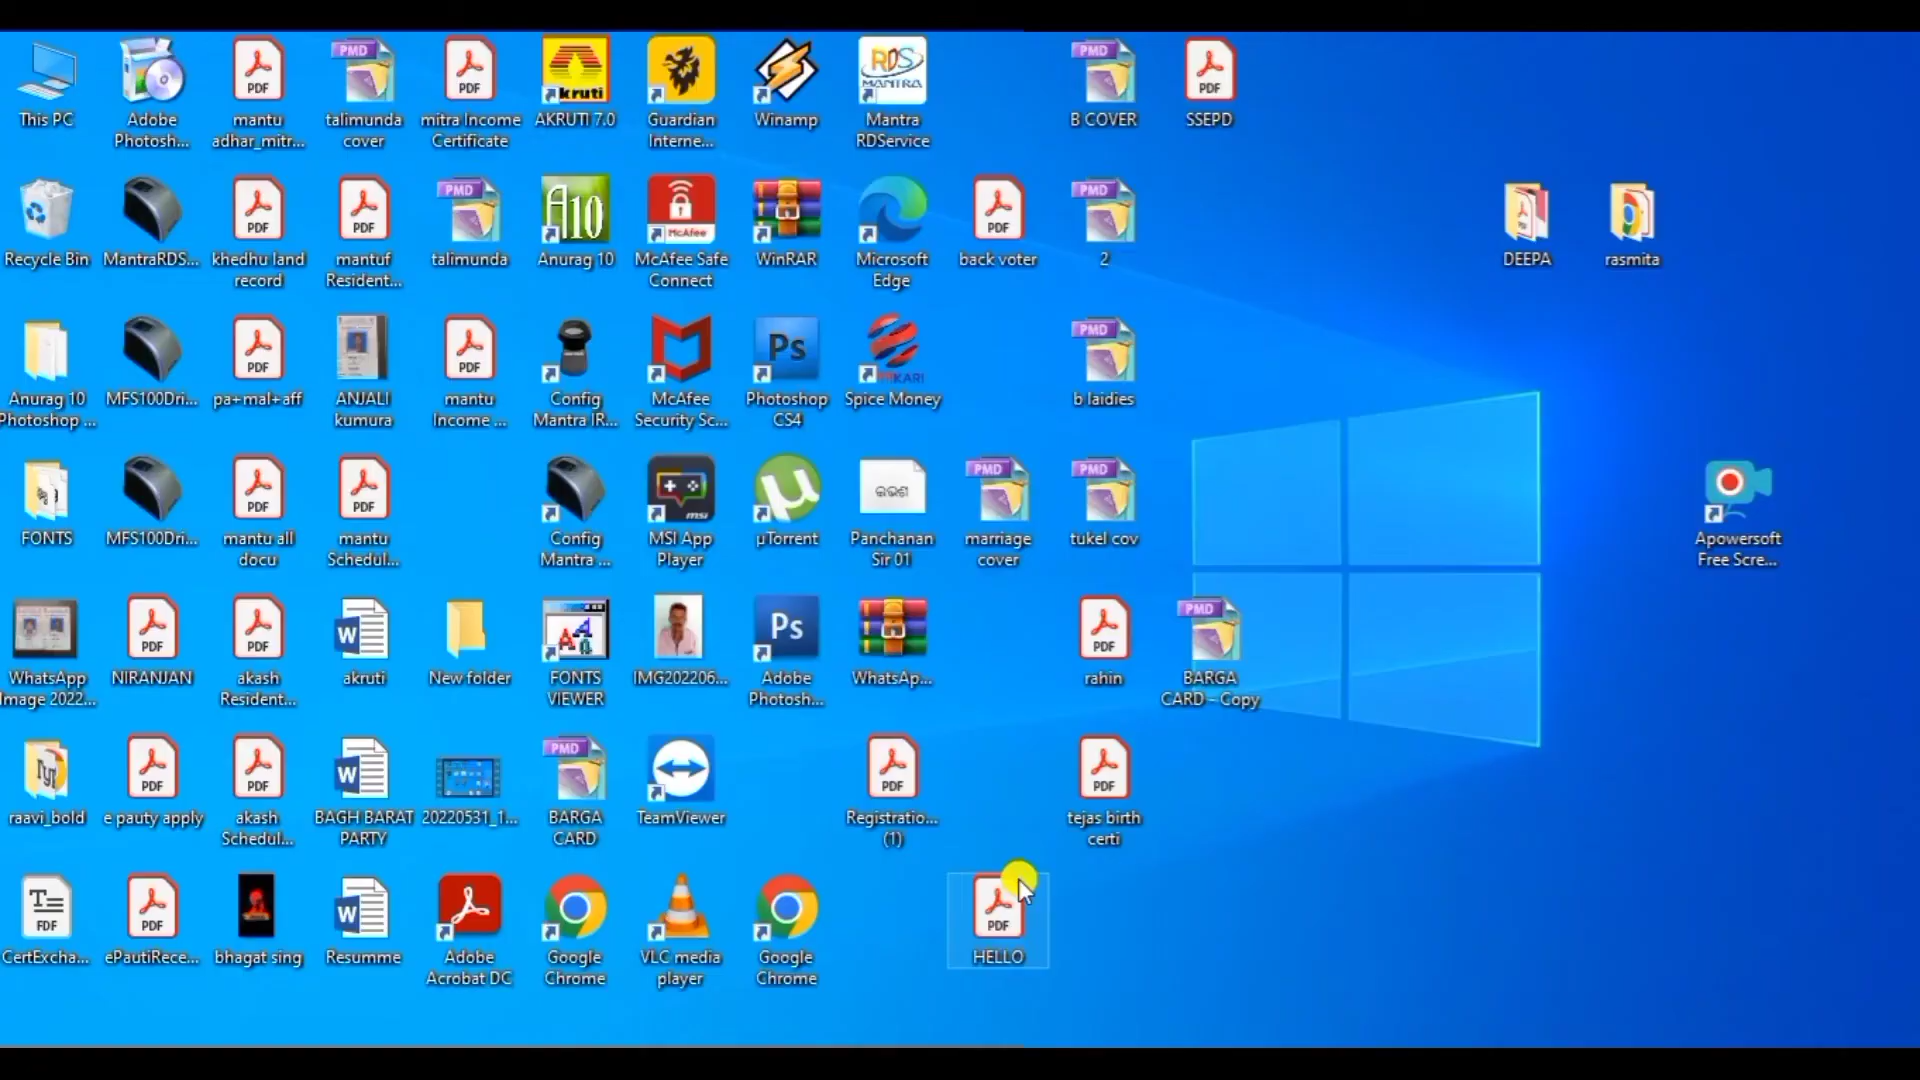 This PC
Adobe
Photosh...
mantu
adhar_mitr...
talimunda
cover
mitra Income
Certificate
AKRUTI 7.0
Guardian
Interne...
Winamp
Mantra
RDService
B COVER
SSEPD
Recycle Bin
MantraRDS...
khedhu land
record
mantuf
Resident...
talimunda
Anurag 10
McAfee Safe
Connect
WinRAR
Microsoft
Edge
back voter
2
DEEPA
rasmita
Anurag 10
Photoshop ...
MFS100Dri...
pa+mal+aff
ANJALI
kumura
mantu
Income ...
Config
Mantra IR...
McAfee
Security Sc...
Photoshop
CS4
Spice Money
b laidies
FONTS
MFS100Dri...
mantu all
docu
mantu
Schedul...
Config
Mantra ...
MSI App
Player
µTorrent
Panchanan
Sir 01
marriage
cover
tukel cov
Apowersoft
Free Scre...
WhatsApp
Image 2022...
NIRANJAN
akash
Resident...
akruti
New folder
FONTS
VIEWER
IMG202206...
Adobe
Photosh...
WhatsAp...
rahin
BARGA
CARD - Copy
raavi_bold
e pauty apply
akash
Schedul...
BAGH BARAT
PARTY
20220531_1...
BARGA
CARD
TeamViewer
Registratio...
(1)
tejas birth
certi
CertExcha...
ePautiRece...
bhagat sing
Resumme
Adobe
Acrobat DC
Google
Chrome
VLC media
player
Google
Chrome
HELLO